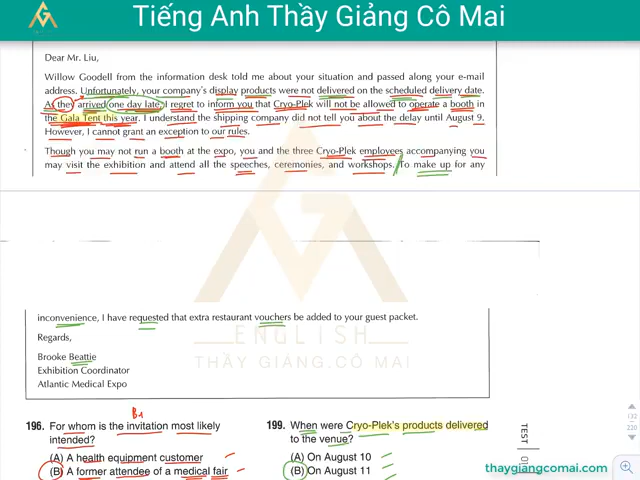 Tiếng Anh Thầy Giảng Cô Mai
Dear Mr. Liu,
Willow Goodell from the information desk told me about your situation and passed along your e-mail
address. Unfortunately, your company's display products were not delivered on the scheduled delivery date.
As they arrived one day late, I regret to inform you that Cryo-Plek will not be allowed to operate a booth in
the Gala Tent this year. I understand the shipping company did not tell you about the delay until August 9.
However, I cannot grant an exception to our rules.
Though you may not run a booth at the expo, you and the three Cryo-Plek employees accompanying you
may visit the exhibition and attend all the speeches, ceremonies, and workshops. To make up for any
inconvenience, I have requested that extra restaurant vouchers be added to your guest packet.
Regards,
ENGLISH
THẦY GIẢNG.CÔ MAI
Brooke Beattie
Exhibition Coordinator
Atlantic Medical Expo
196. For whom is the invitation most likely
intended?
(A) A health equipment customer
(B) A former attendee of a medical fair
199. When were Cryo-Plek's products delivered
to the venue?
(A) On August 10
(B) On August 11
TEST
132
220
thaygiangcomai.com